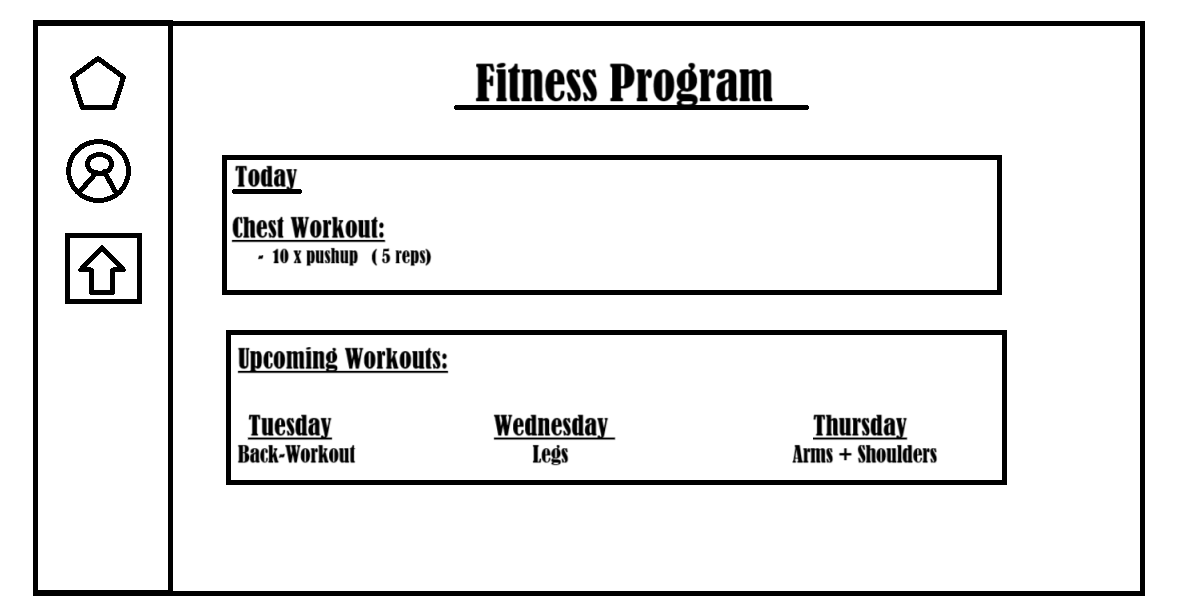 Fitness Program
Today
Chest Workout:
- 10 x pushup ( 5 reps)
Upcoming Workouts:
Tuesday
Back-Workout
Wednesday
Legs
Thursday
Arms + Shoulders